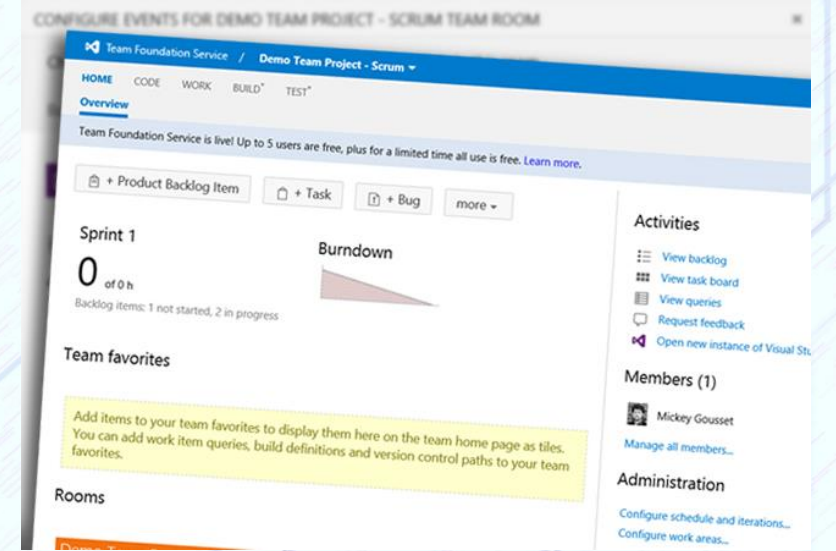 CONFIGURE EVENTS FOR DEMO TEAM PROJECT - SCRUM TEAM ROOM
Team Foundation Service / Demo Team Project - Scrum
HOME CODE WORK BUILD* TEST*
Overview
Team Foundation Service is live! Up to 5 users are free, plus for a limited time all use is free. Learn more.
+ Product Backlog Item + Task + Bug more
Sprint 1
0 of 0 h
Backlog items: 1 not started, 2 in progress
Burndown
Team favorites
Add items to your team favorites to display them here on the team home page as tiles.
You can add work item queries, build definitions and version control paths to your team
favorites.
Rooms
Activities
View backlog
View task board
View queries
Request feedback
Open new instance of Visual Stu
Members (1)
Mickey Gousset
Manage all members...
Administration
Configure schedule and iterations...
Configure work areas...